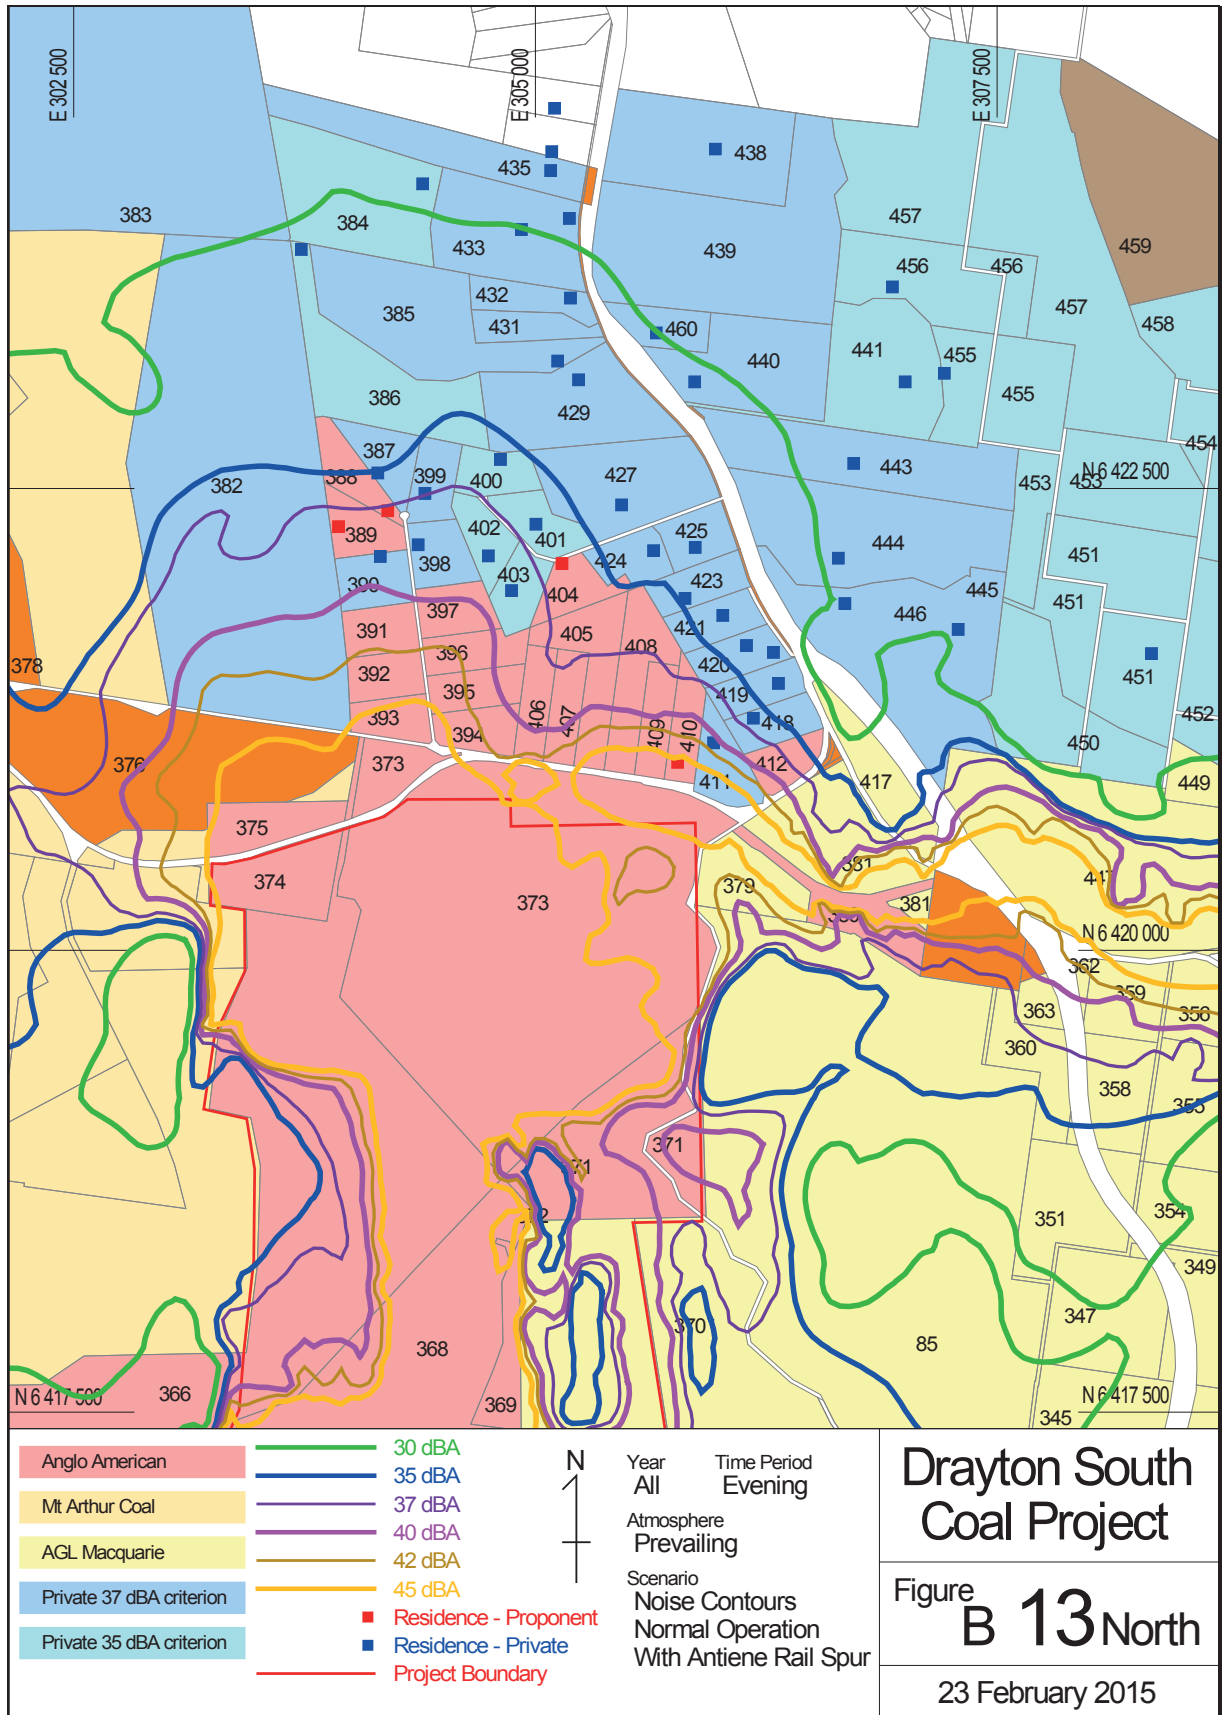 E 302 500
E 305 000
E 307 500
438
435
383
384
457
433
439
459
456
456
432
385
457
431
460
458
440
441
455
386
429
455
387
454
388
399
400
427
443
N 6 422 500
382
453
453
389
402
401
425
444
451
398
403
424
423
445
390
404
451
397
446
391
405
421
408
396
378
392
420
451
395
419
406
407
393
418
452
394
409
410
450
376
373
412
411
417
449
375
381
447
374
379
373
381
380
N 6 420 000
362
359
363
356
360
358
355
371
371
372
354
351
349
347
370
368
85
366
N 6 417 500
369
N 6 417 500
345
Anglo American
Mt Arthur Coal
AGL Macquarie
Private 37 dBA criterion
Private 35 dBA criterion
30 dBA
35 dBA
37 dBA
40 dBA
42 dBA
45 dBA
Residence - Proponent
Residence - Private
Project Boundary
N
Year Time Period
All Evening
Atmosphere
Prevailing
Scenario
Noise Contours
Normal Operation
With Antiene Rail Spur
Drayton South
Coal Project
Figure
B 13 North
23 February 2015